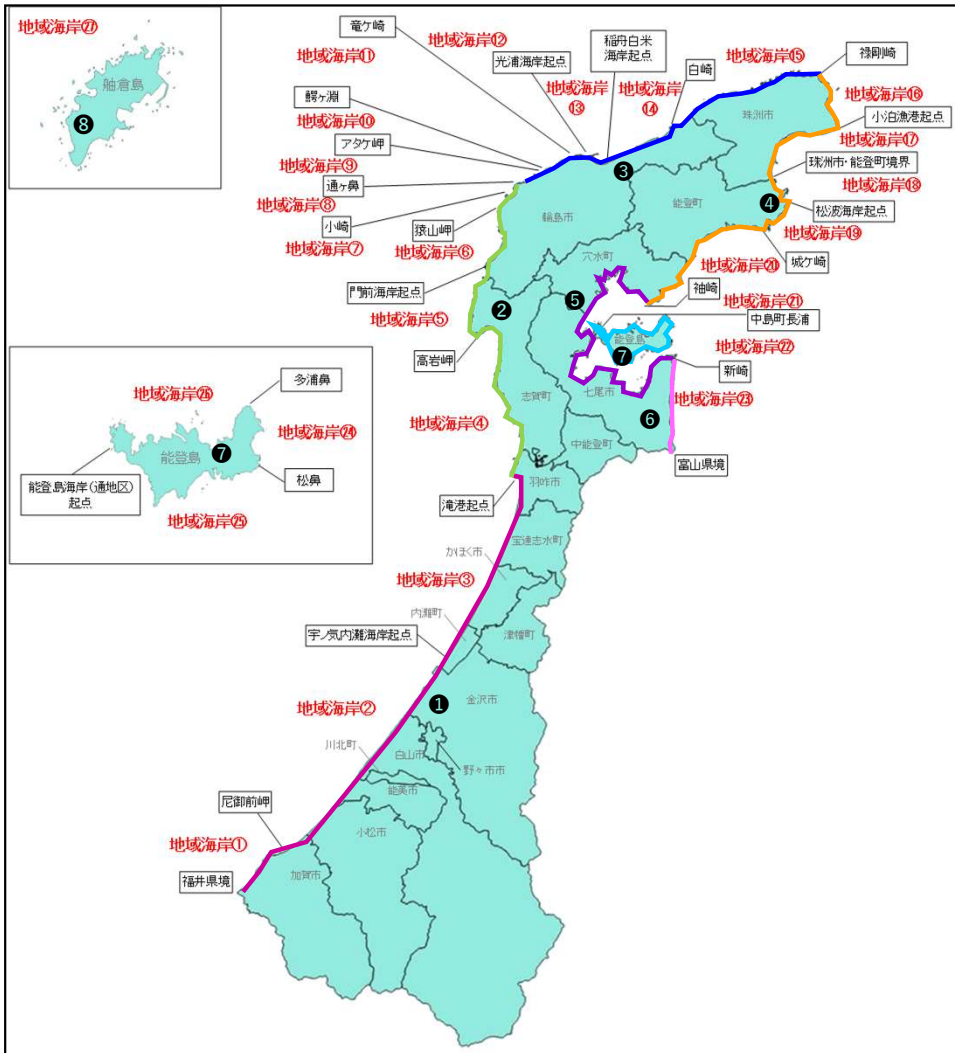 地域海岸㉗
舳倉島
❽
竜ケ崎
地域海岸⑫
地域海岸⑪
光浦海岸起点
稲舟白米
海岸起点
地域海岸
⑬
地域海岸
⑭
白崎
地域海岸⑮
禄剛崎
鰐ヶ淵
地域海岸⑩
アタケ岬
地域海岸⑨
通ヶ鼻
地域海岸⑧
小崎
地域海岸⑦
猿山岬
地域海岸⑥
門前海岸起点
地域海岸⑤
高岩岬
珠洲市
地域海岸⑯
小泊漁港起点
地域海岸⑰
珠洲市・能登町境界
地域海岸⑱
松波海岸起点
地域海岸⑲
城ケ崎
❸
❹
輪島市
能登町
穴水町
地域海岸⑳
袖崎
地域海岸㉑
中島町長浦
❷
❺
能登島
❼
地域海岸㉒
新崎
七尾市
地域海岸㉓
❻
志賀町
中能登町
富山県境
地域海岸④
羽咋市
滝港起点
地域海岸㉖
多浦鼻
地域海岸㉔
能登島
❼
能登島海岸(通地区)
起点
松鼻
地域海岸㉕
宝達志水町
かほく市
地域海岸③
内灘町
津幡町
宇ノ気内灘海岸起点
地域海岸②
❶
金沢市
川北町
白山市
野々市市
能美市
尼御前岬
小松市
地域海岸①
福井県境
加賀市